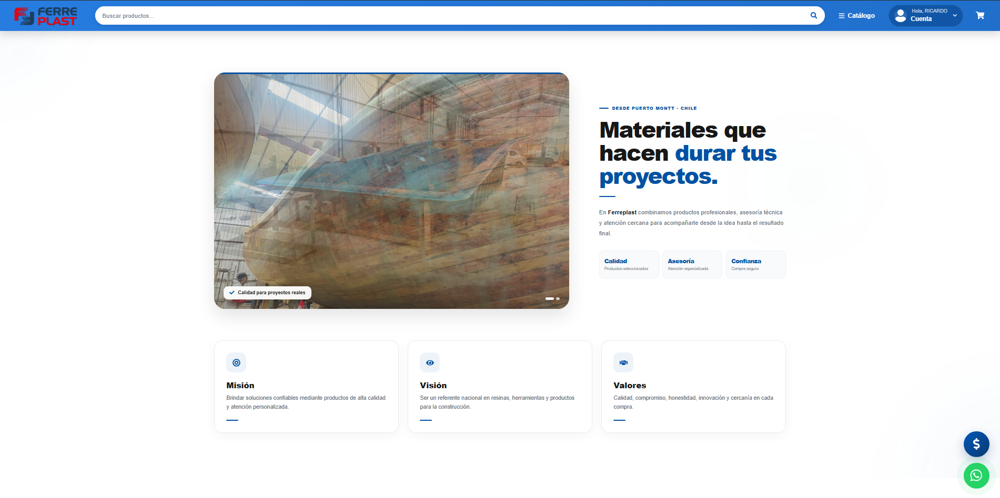 FERRE
PLAST
Buscar productos...
Catálogo
Hola, RICARDO
Cuenta
DESDE PUERTO MONTT · CHILE
Materiales que
hacen durar tus
proyectos.
En Ferreplast combinamos productos profesionales, asesoría técnica
y atención cercana para acompañarte desde la idea hasta el resultado
final.
Calidad
Productos seleccionados
Asesoría
Atención especializada
Confianza
Compra segura
Calidad para proyectos reales
Misión
Brindar soluciones confiables mediante productos de alta calidad
y atención personalizada.
Visión
Ser un referente nacional en resinas, herramientas y productos
para la construcción.
Valores
Calidad, compromiso, honestidad, innovación y cercanía en cada
compra.
$